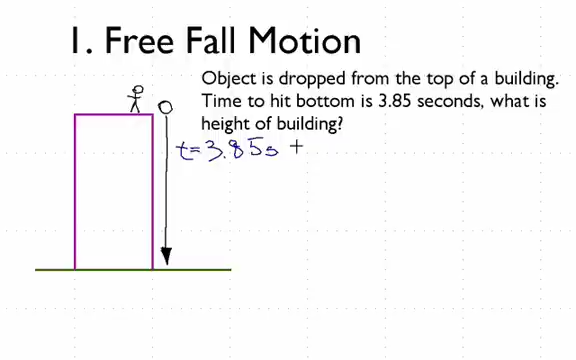 1. Free Fall Motion
Object is dropped from the top of a building.
Time to hit bottom is 3.85 seconds, what is
height of building?
t=3.85s